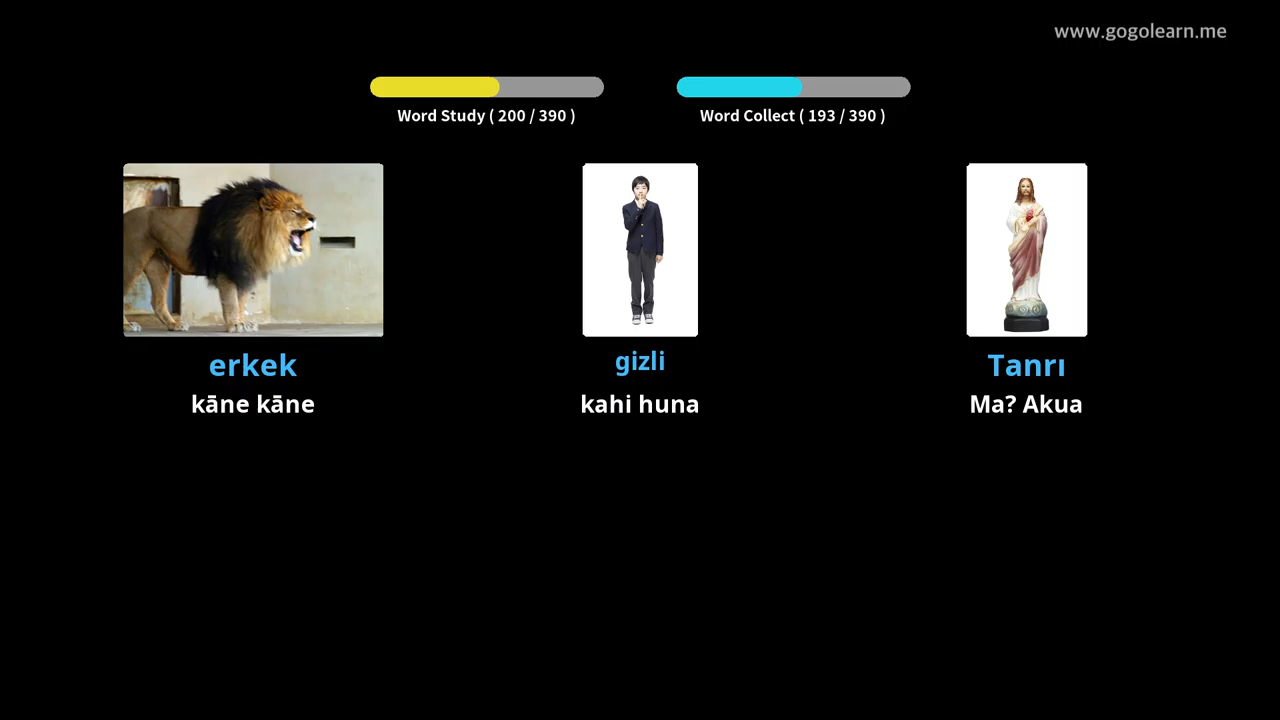 www.gogolearn.me
Word Study ( 200 / 390 )
Word Collect ( 193 / 390 )
erkek
kāne kāne
gizli
kahi huna
Tanrı
Ma? Akua